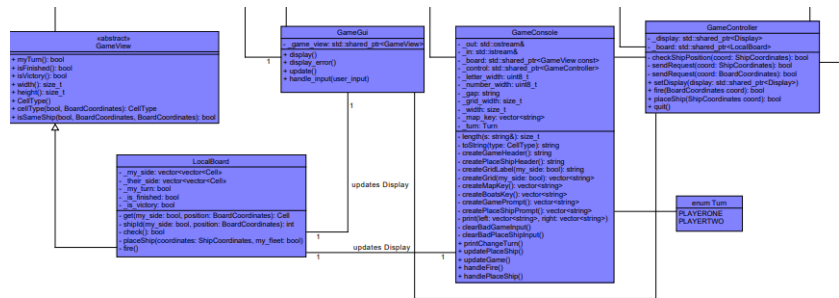 «abstract»
GameView
+ myTurn(): bool
+ isFinished(): bool
+ isVictory(): bool
+ width(): size_t
+ height(): size_t
+ CellType()
+ cellType(bool, BoardCoordinates): CellType
+ isSameShip(BoardCoordinates, BoardCoordinates): bool
GameGui
- _game_view: std::shared_ptr<GameView>
+ display()
+ display_error()
+ update()
+ handle_input(user_input)
GameConsole
- _out: std::ostream&
- _in: std::ostream&
- _board: std::shared_ptr<GameView const>
- _control: std::shared_ptr<GameController>
- _letter_width: uint8_t
- _number_width: uint8_t
- _gap: string
- _grid_width: size_t
- _width: size_t
- _map_key: vector<string>
- _turn: Turn
- length(s: string&): size_t
- toString(type: CellType): string
- createGameHeader(): string
- createPlaceShipHeader(): string
- createGridLabel(my_side: bool): string
- createGrid(my_side: bool): vector<string>
- createMapKey(): vector<string>
- createBoatsKey(): vector<string>
- createGamePrompt(): vector<string>
- createPlaceShipPrompt(): vector<string>
- print(left: vector<string>, right: vector<string>)
- clearBadGameInput()
- clearBadPlaceShipInput()
+ printChangeTurn()
+ updatePlaceShip()
+ updateGame()
+ handleFire()
+ handlePlaceShip()
GameController
- _display: std::shared_ptr<Display>
- _board: std::shared_ptr<LocalBoard>
- checkShipPosition(coord: ShipCoordinates): bool
- sendRequest(coord: ShipCoordinates): bool
- sendRequest(coord: BoardCoordinates): bool
+ setDisplay(display: std::shared_ptr<Display>)
+ fire(BoardCoordinates coord): bool
+ placeShip(ShipCoordinates coord): bool
+ quit()
LocalBoard
- _my_side: vector<vector<Cell»
- _their_side: vector<vector<Cell»
- _my_turn: bool
- _is_finished: bool
- _is_victory: bool
- get(my_side: bool, position: BoardCoordinates): Cell
- shipId(my_side: bool, position: BoardCoordinates): int
- check(): bool
- placeShip(coordinates: ShipCoordinates, my_fleet: bool)
- fire()
enum Turn
PLAYERONE
PLAYERTWO
1
1
1
updates Display
1
updates Display
1
1